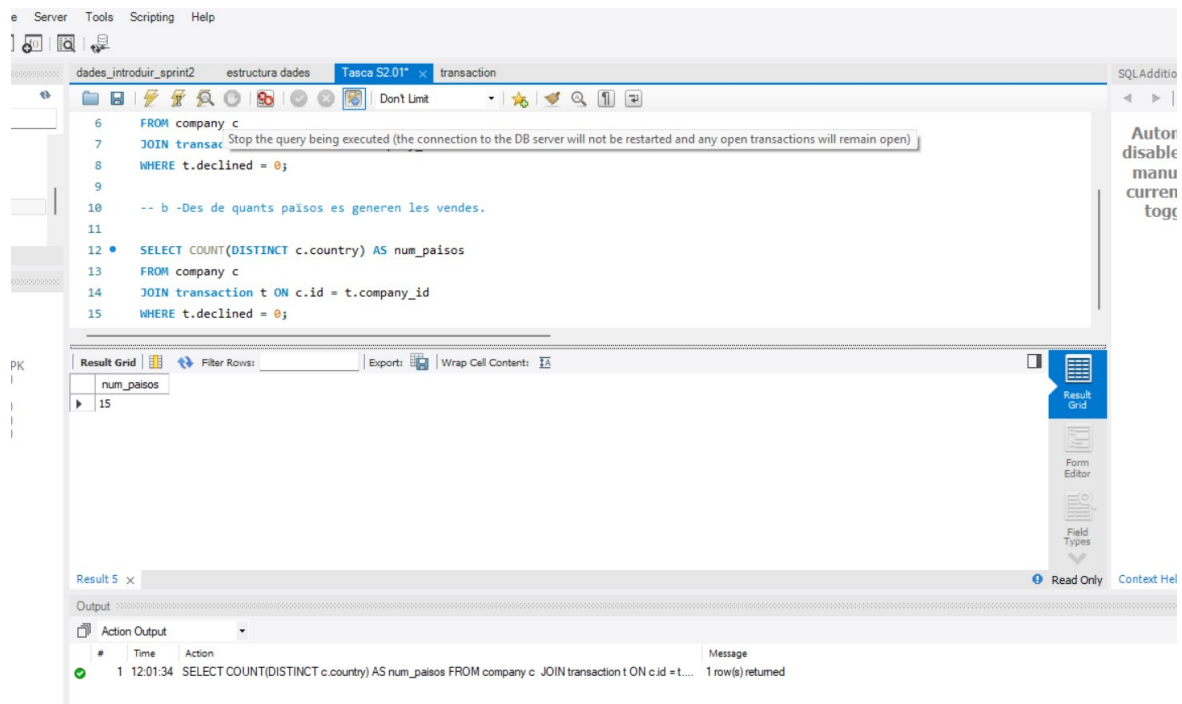 Server Tools Scripting Help
dades_introduir_sprint2 estructura dades Tasca S2.01* transaction
SQLAdditio
Don't Limit
6 FROM company c
Stop the query being executed (the connection to the DB server will not be restarted and any open transactions will remain open)
7 JOIN transac
8 WHERE t.declined = 0;
9
10 -- b -Des de quants països es generen les vendes.
11
12 SELECT COUNT(DISTINCT c.country) AS num_paisos
13 FROM company c
14 JOIN transaction t ON c.id = t.company_id
15 WHERE t.declined = 0;
Autor
disable
manu
curren
togg
PK
Result Grid Filter Rows: Export: Wrap Cell Content:
num_paisos
15
Result
Grid
Form
Editor
Field
Types
Result 5 Read Only Context Hel
Output
Action Output
# Time Action Message
1 12:01:34 SELECT COUNT(DISTINCT c.country) AS num_paisos FROM company c JOIN transaction t ON c.id = t.... 1 row(s) returned